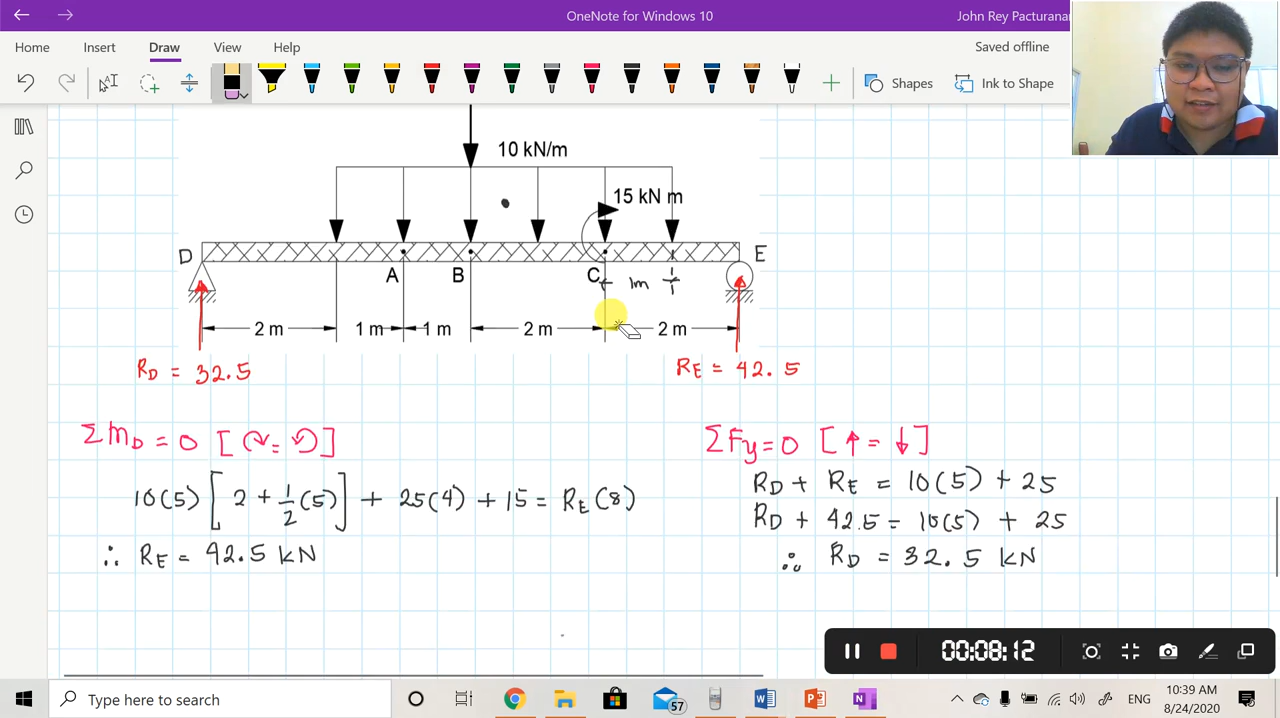 OneNote for Windows 10
John Rey Pacturana
Home Insert Draw View Help
Saved offline
Shapes Ink to Shape
10 kN/m
15 kN m
D E
A B C 1m
2 m 1 m 1 m 2 m 2 m
RD = 32.5
RE = 42.5
ΣMD = 0 [↷ = ↶]
10(5) [2 + 1/2 (5)] + 25(4) + 15 = RE (8)
∴ RE = 42.5 kN
ΣFy = 0 [↑ = ↓]
RD + RE = 10(5) + 25
RD + 42.5 = 10(5) + 25
∴ RD = 32.5 kN
00:08:12
Type here to search
57
ENG
10:39 AM
8/24/2020